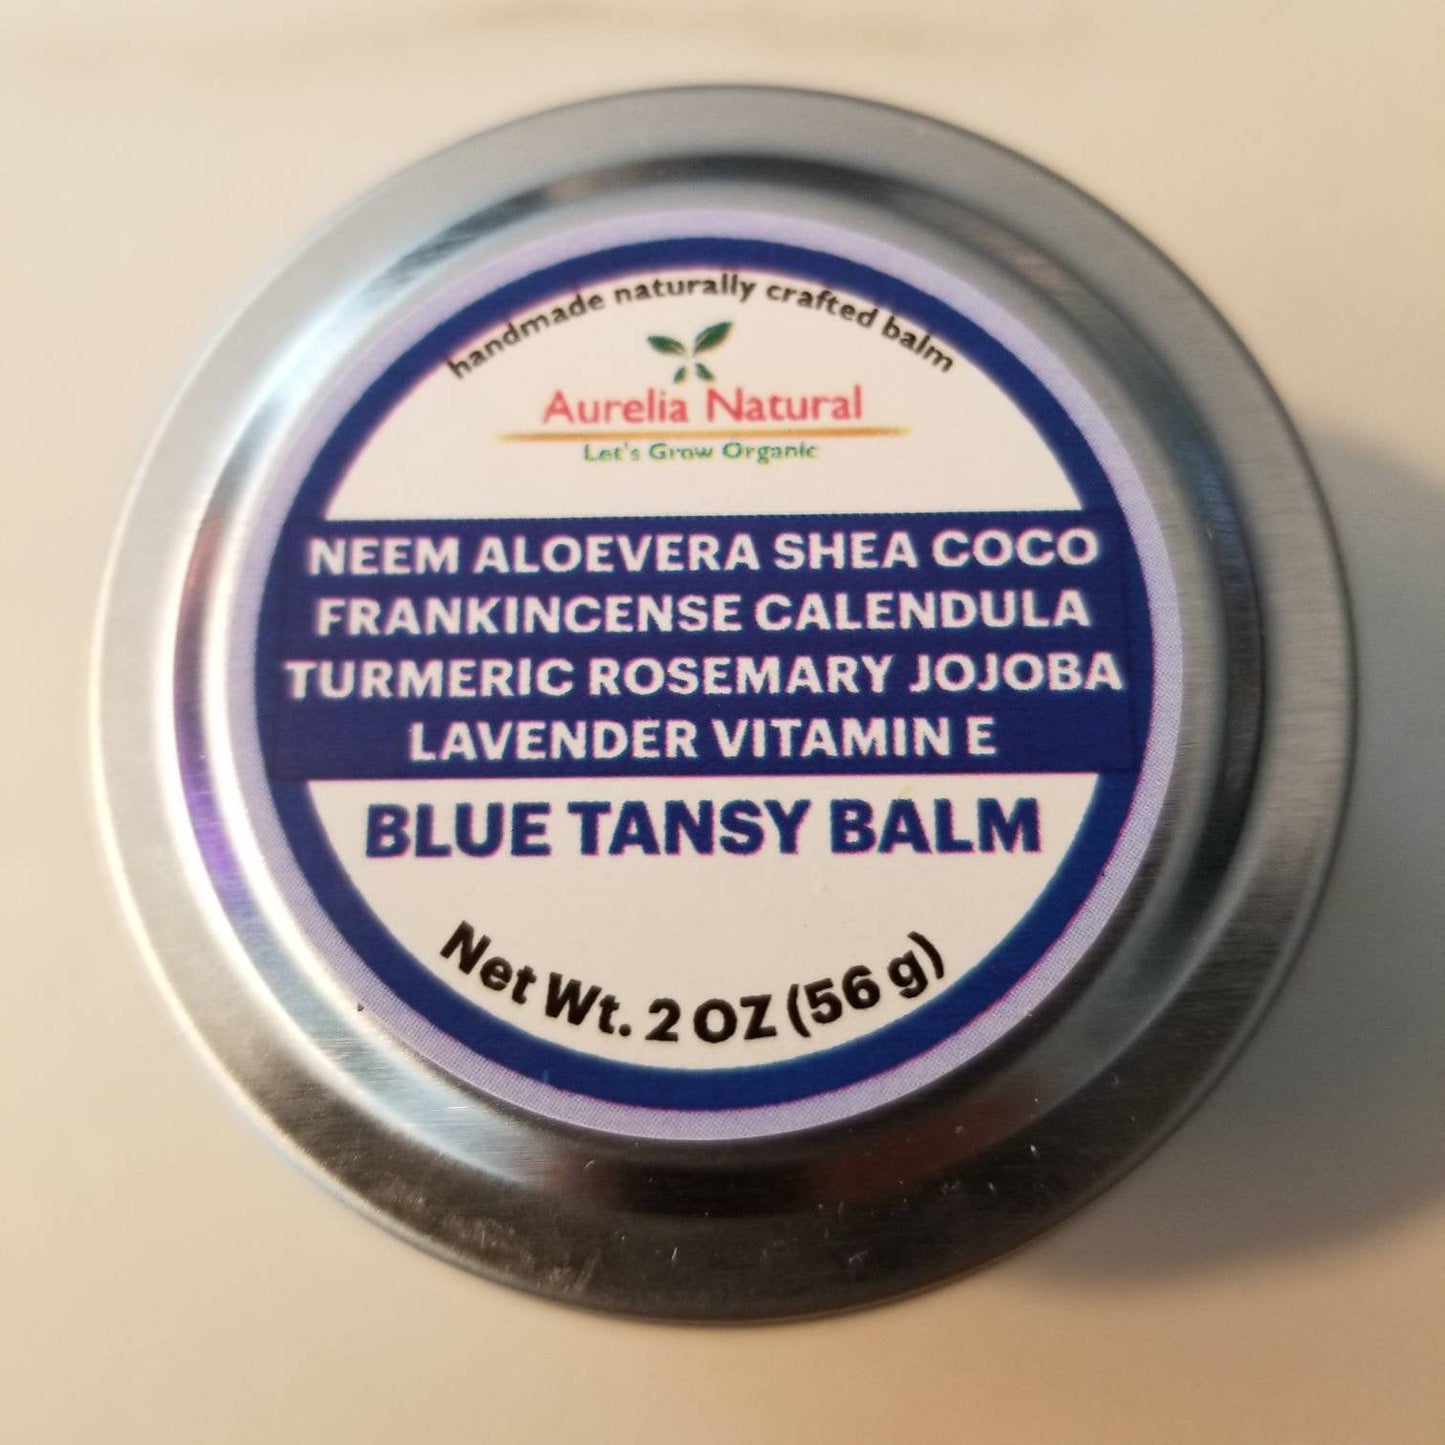 handmade naturally crafted balm
Aurelia Natural
Let's Grow Organic
NEEM ALOEVERA SHEA COCO
FRANKINCENSE CALENDULA
TURMERIC ROSEMARY JOJOBA
LAVENDER VITAMIN E
BLUE TANSY BALM
Net Wt. 2 OZ (56 g)